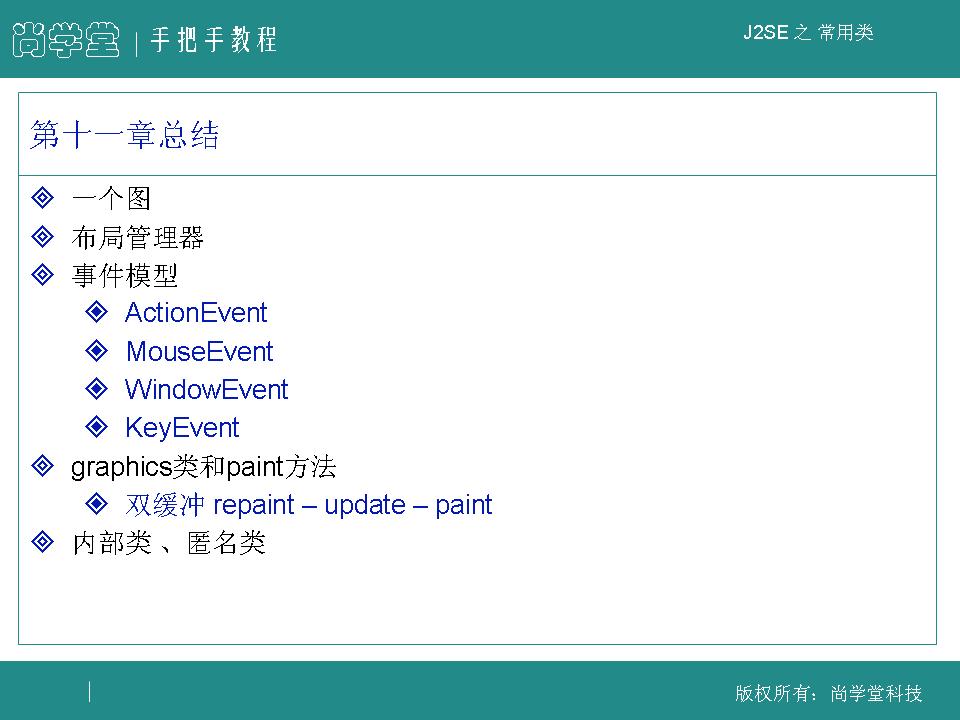 尚学堂 | 手把手教程
J2SE 之 常用类
第十一章总结
一个图
布局管理器
事件模型
ActionEvent
MouseEvent
WindowEvent
KeyEvent
graphics类和paint方法
双缓冲 repaint – update – paint
内部类 、匿名类
版权所有：尚学堂科技